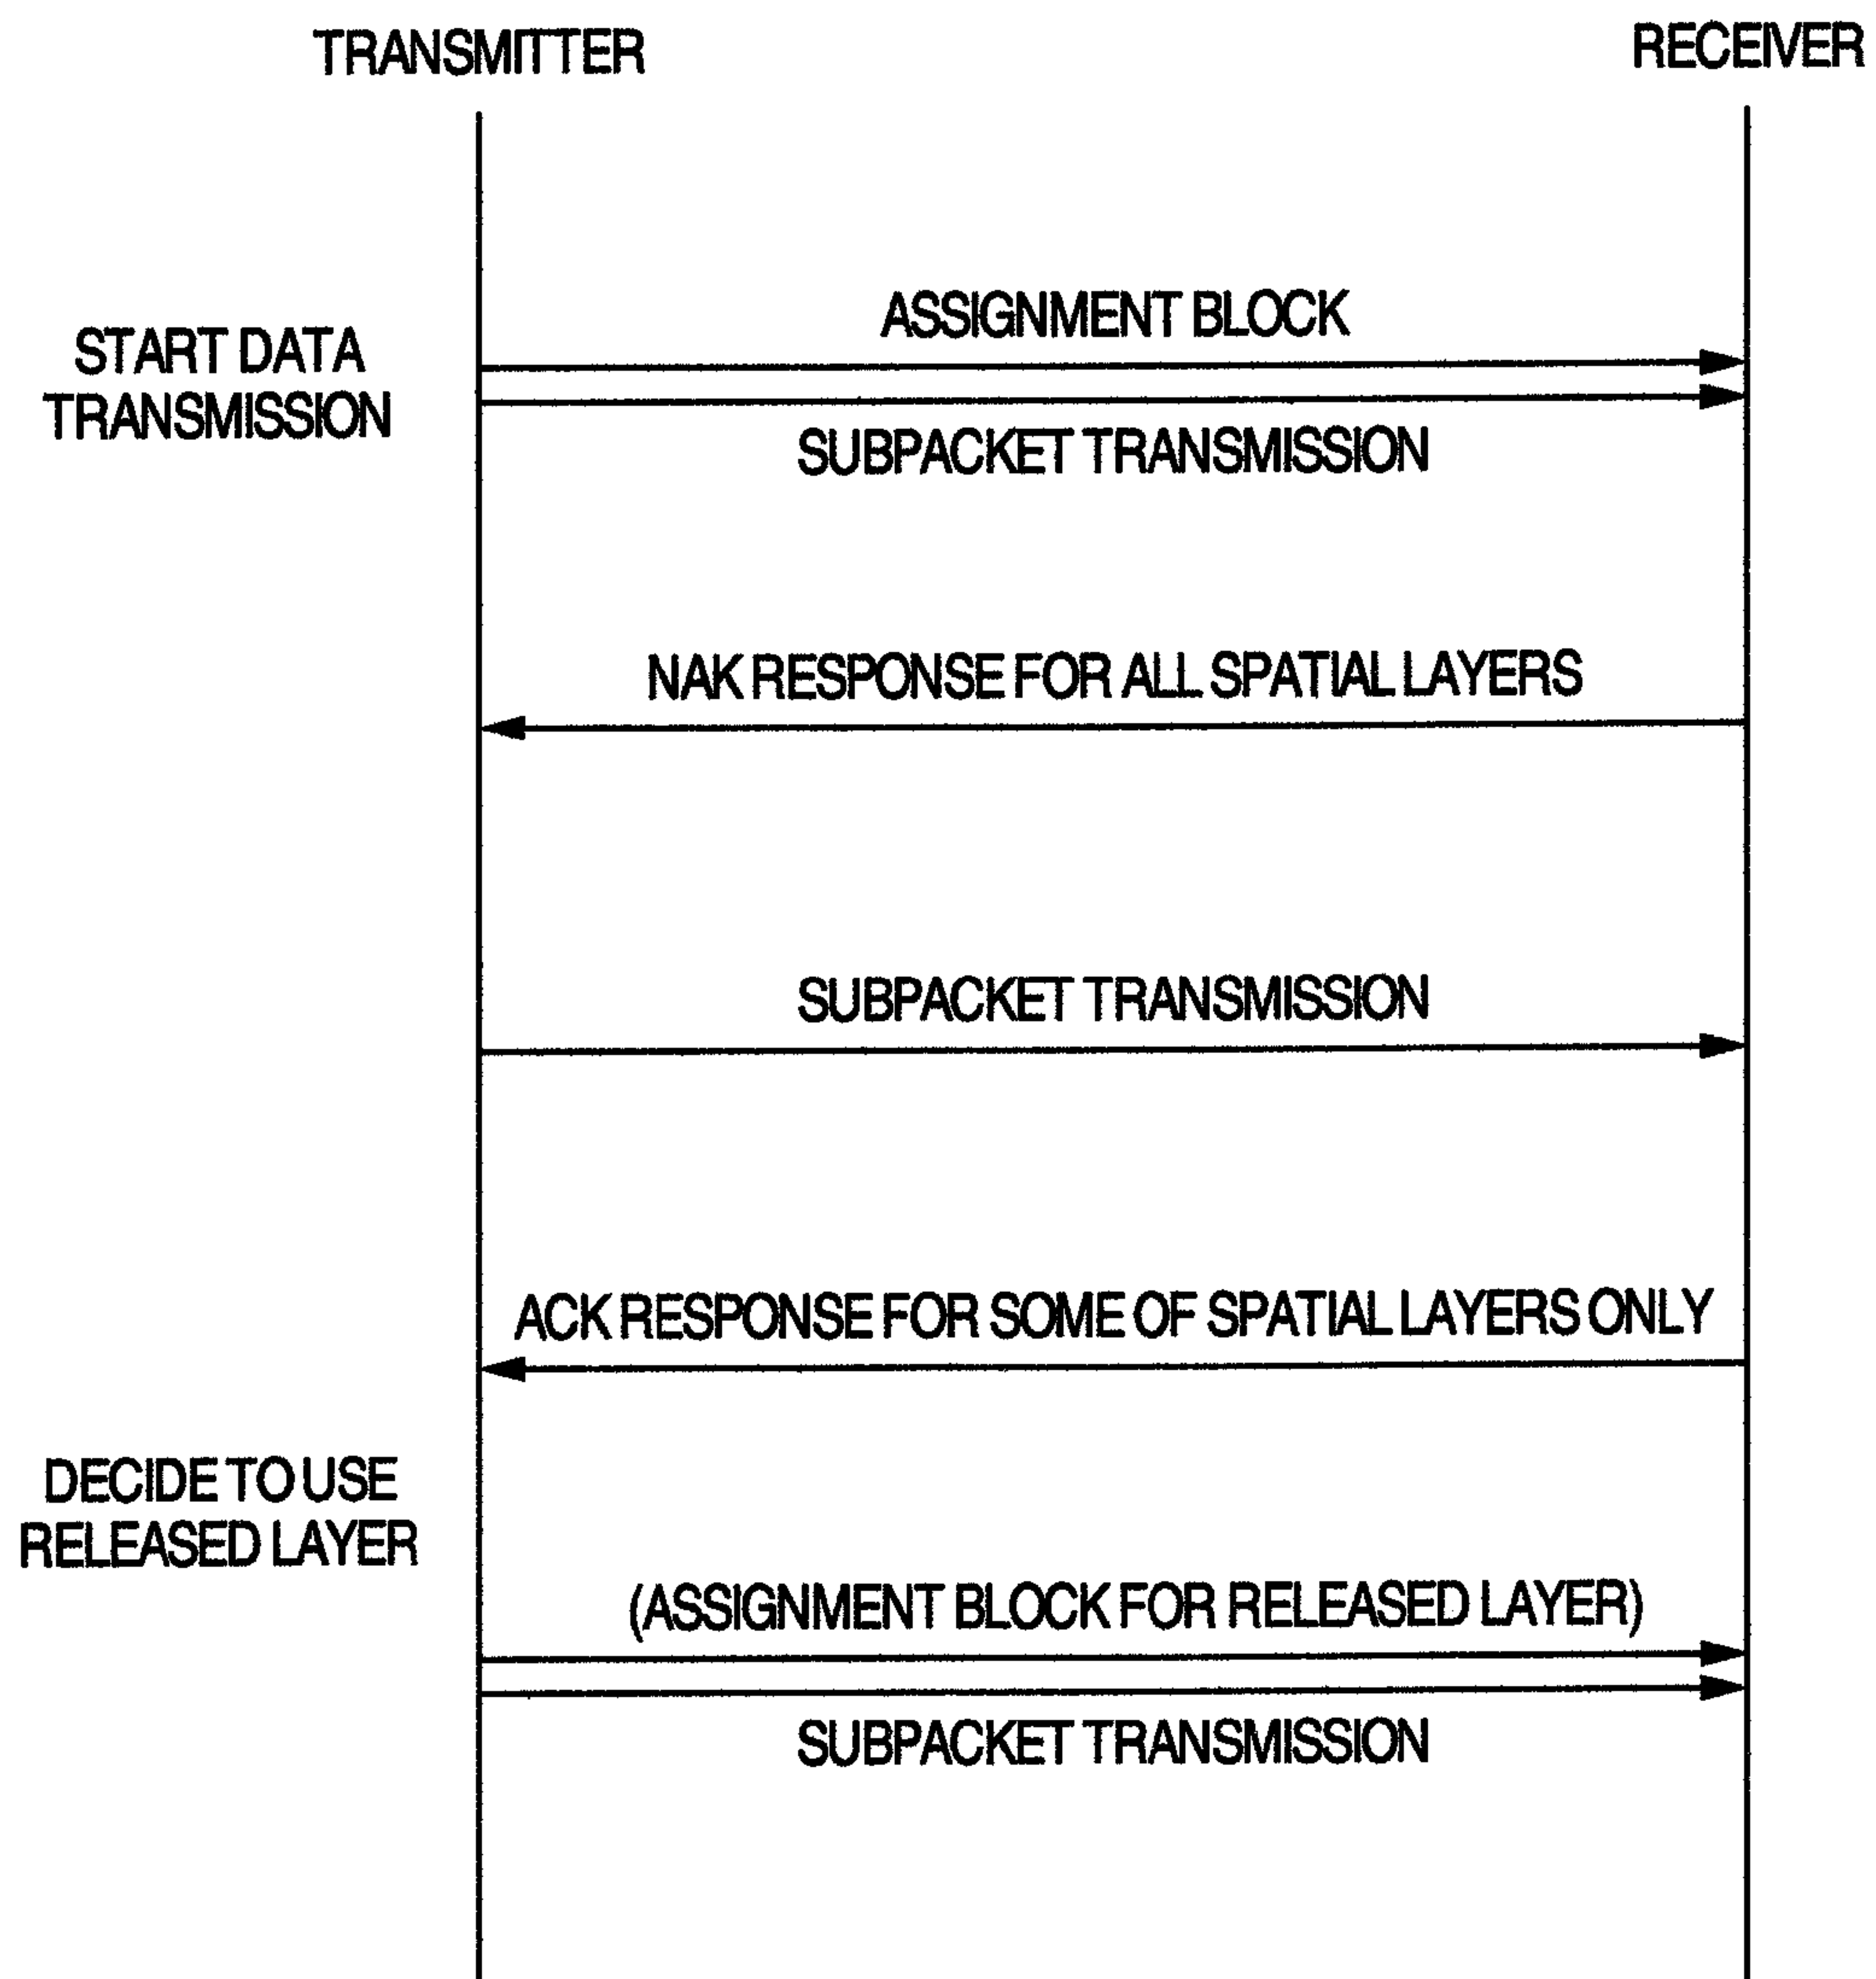 TRANSMITTER
RECEIVER
ASSIGNMENT BLOCK
START DATA
TRANSMISSION
SUBPACKET TRANSMISSION
NAK RESPONSE FOR ALL SPATIAL LAYERS
SUBPACKET TRANSMISSION
ACK RESPONSE FOR SOME OF SPATIAL LAYERS ONLY
DECIDE TO USE
RELEASED LAYER
(ASSIGNMENT BLOCK FOR RELEASED LAYER)
SUBPACKET TRANSMISSION